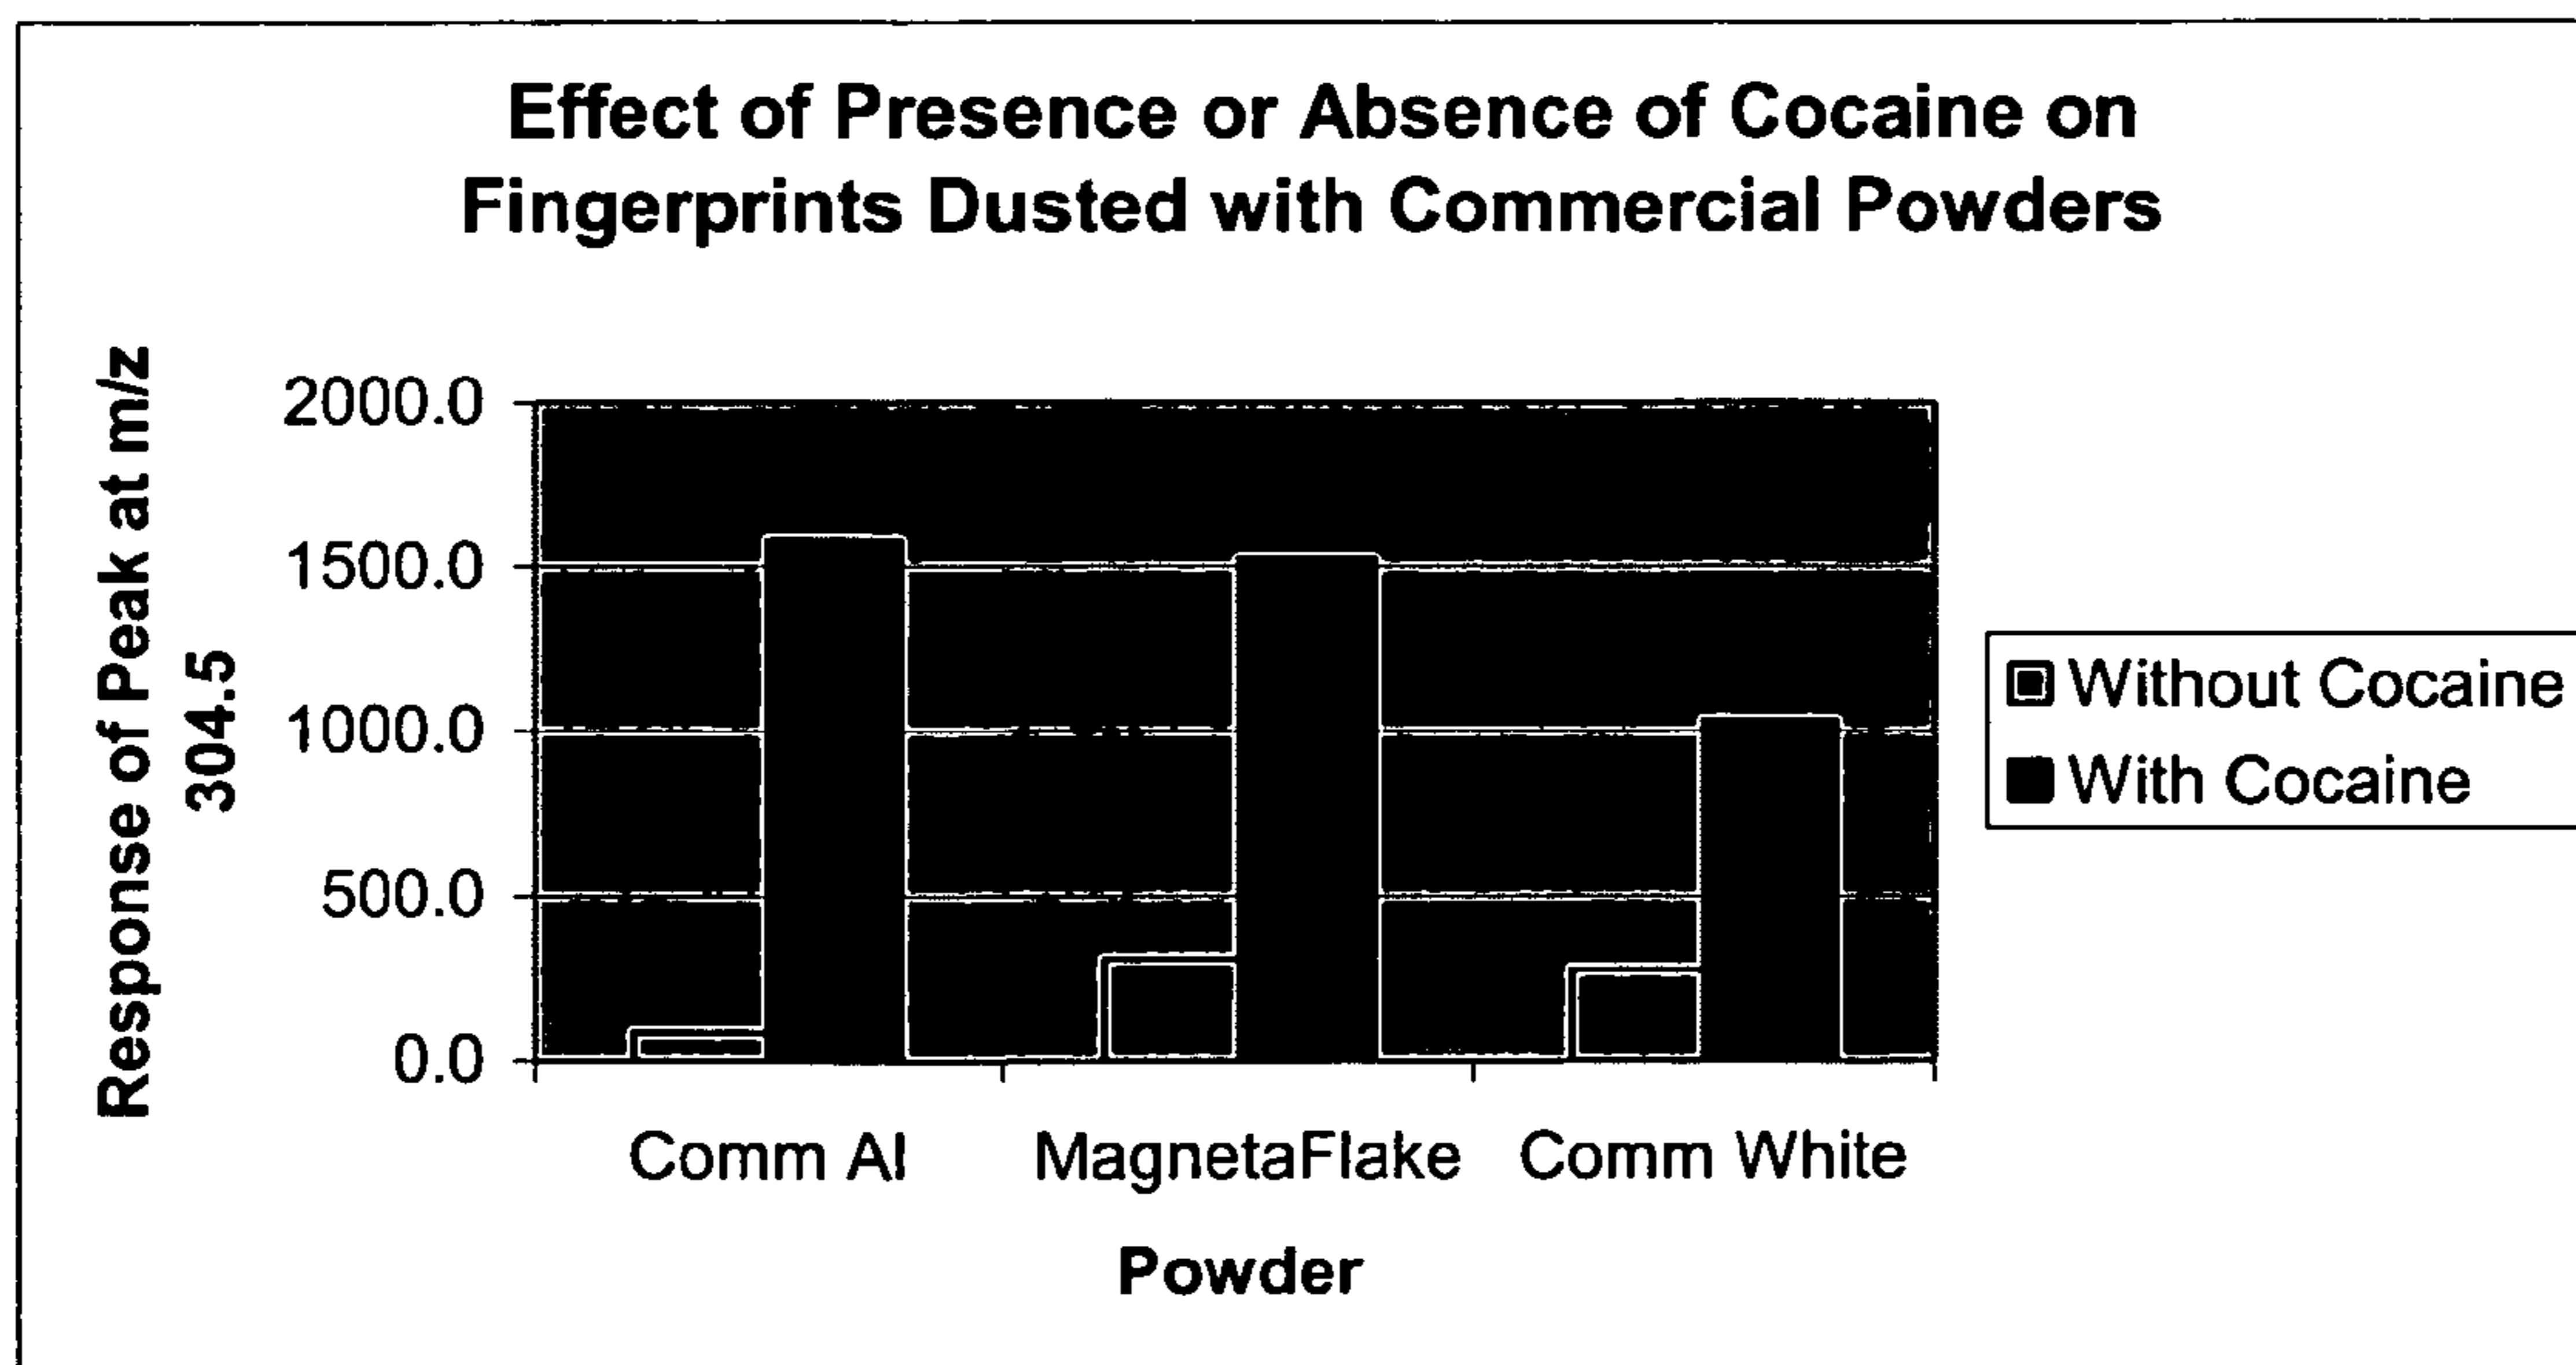 Effect of Presence or Absence of Cocaine on
Fingerprints Dusted with Commercial Powders
Response of Peak at m/z
304.5
2000.0
1500.0
1000.0
500.0
0.0
Comm Al MagnetaFlake Comm White
Powder
Without Cocaine
With Cocaine